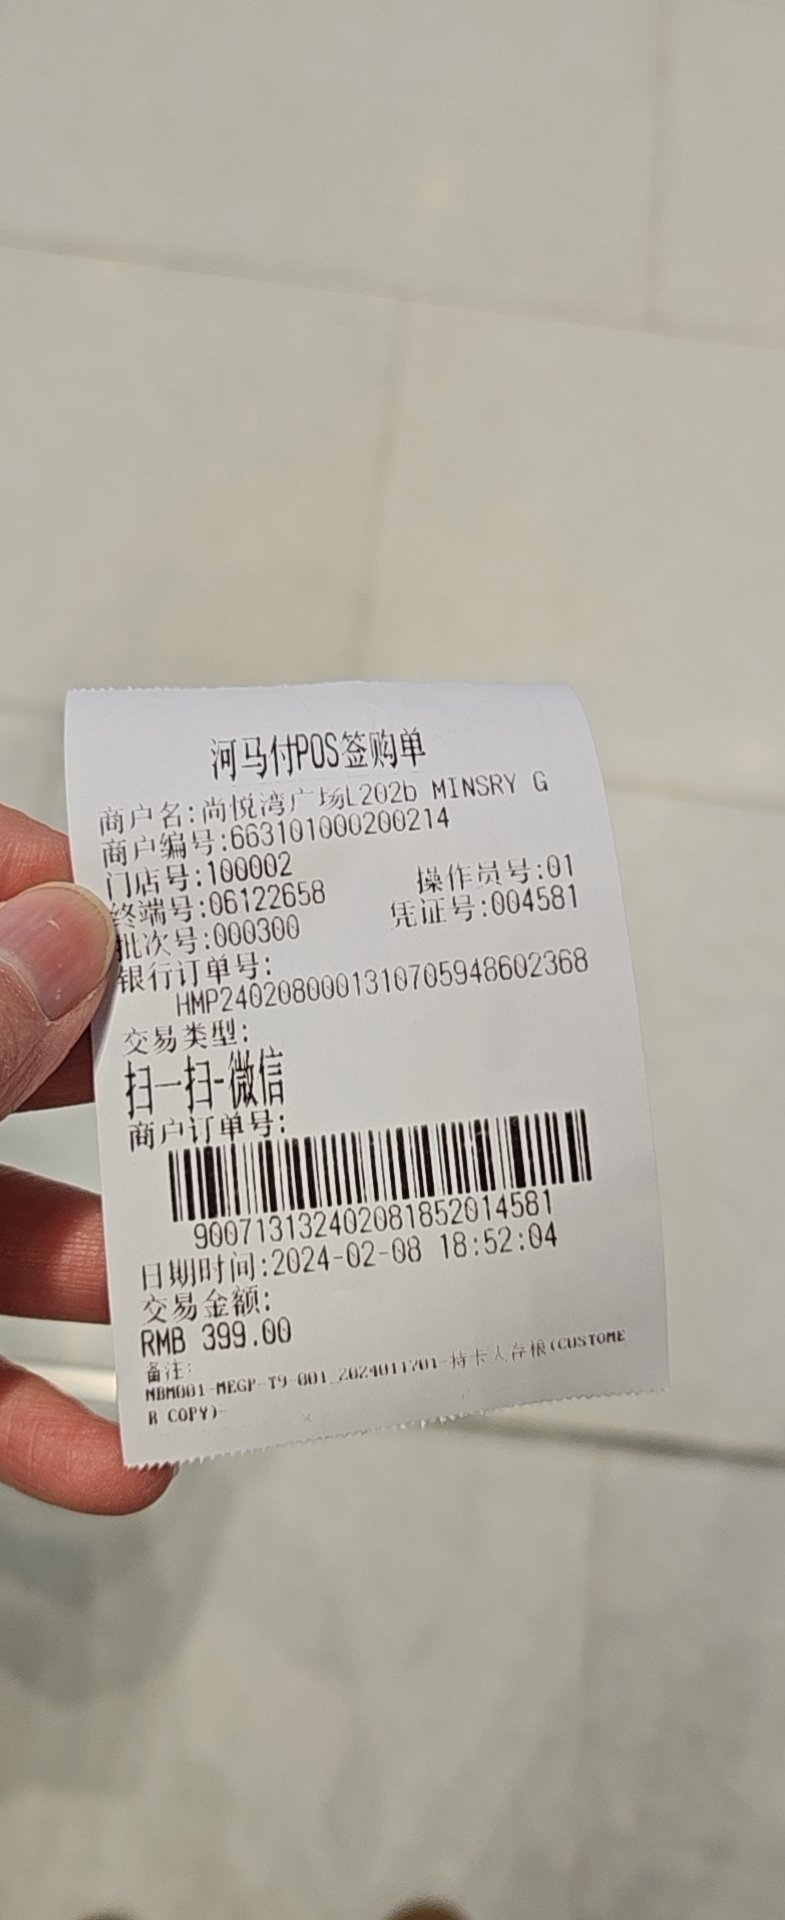 河马付POS签购单
商户名:尚悦湾广场L202b MINSRY G
商户编号:663101000200214
门店号:100002 操作员号:01
终端号:06122658 凭证号:004581
批次号:000300
银行订单号:
HMP2402080001310705948602368
交易类型:
扫一扫-微信
商户订单号:
9007131324020818520​14581
日期时间:2024-02-08 18:52:04
交易金额:
RMB 399.00
备注:
NBM001-MEGP-T9-001_2024011701-持卡人存根(CUSTOME
R COPY)-